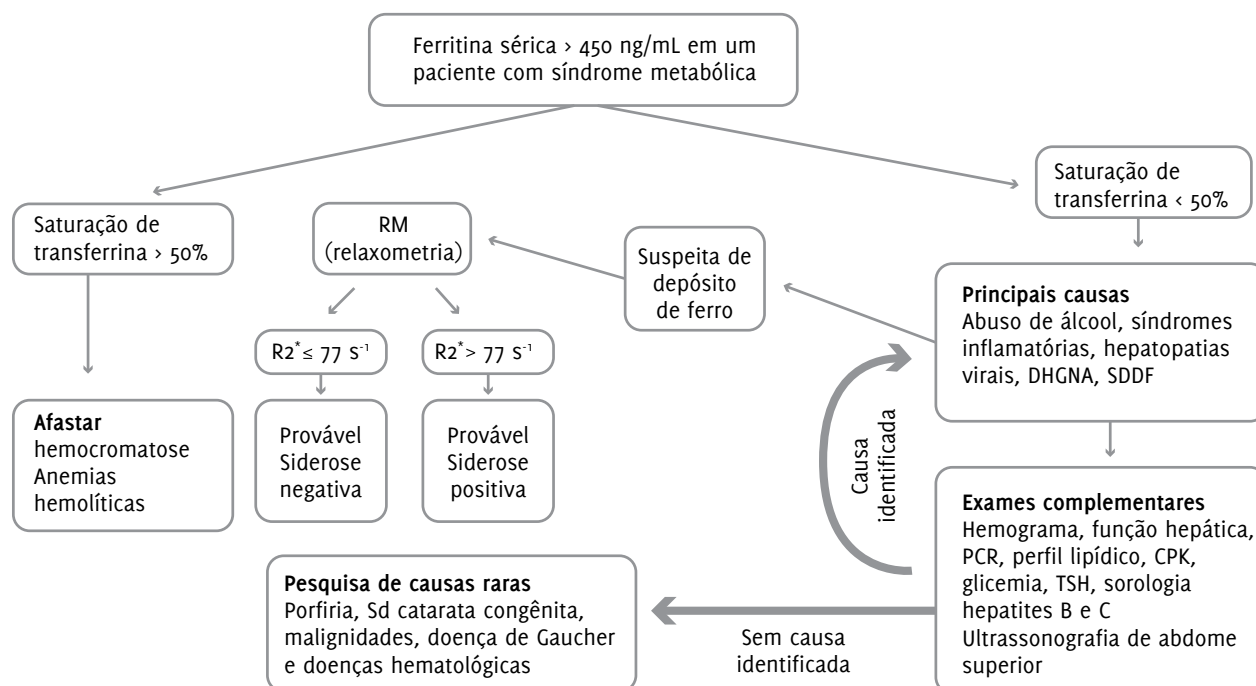 Ferritina sérica > 450 ng/mL em um
paciente com síndrome metabólica
Saturação de
transferrina > 50%
RM
(relaxometria)
Suspeita de
depósito
de ferro
Saturação de
transferrina < 50%
Principais causas
Abuso de álcool, síndromes
inflamatórias, hepatopatias
virais, DHGNA, SDDF
R2* ≤ 77 s⁻¹
R2* > 77 s⁻¹
Afastar
hemocromatose
Anemias
hemolíticas
Provável
Siderose
negativa
Provável
Siderose
positiva
Causa
identificada
Exames complementares
Hemograma, função hepática,
PCR, perfil lipídico, CPK,
glicemia, TSH, sorologia
hepatites B e C
Ultrassonografia de abdome
superior
Pesquisa de causas raras
Porfiria, Sd catarata congênita,
malignidades, doença de Gaucher
e doenças hematológicas
Sem causa
identificada